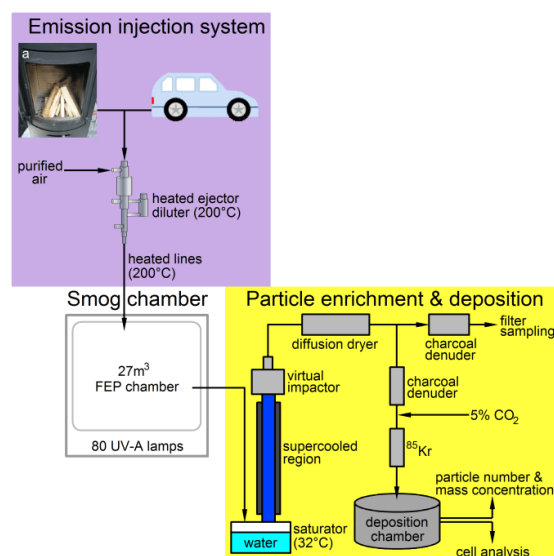 Emission injection system
a
purified
air
heated ejector
diluter (200°C)
heated lines
(200°C)
Smog chamber
27m³
FEP chamber
80 UV-A lamps
Particle enrichment & deposition
diffusion dryer
charcoal
denuder
filter
sampling
virtual
impactor
charcoal
denuder
5% CO₂
supercooled
region
⁸⁵Kr
particle number &
mass concentration
deposition
chamber
saturator
(32°C)
water
cell analysis